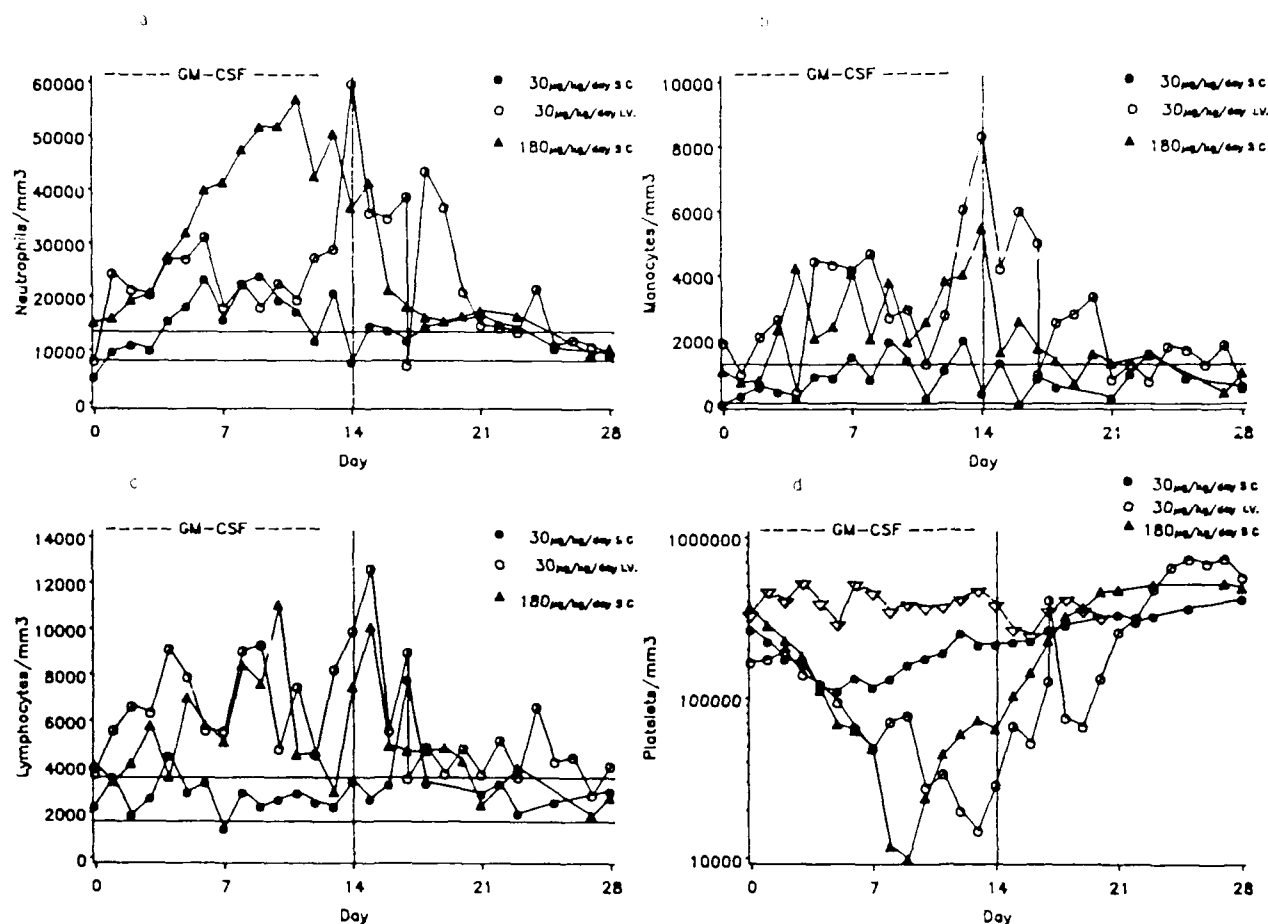 a
---- GM-CSF ----
Neutrophils/mm3
60000
50000
40000
30000
20000
10000
0
0 7 14 21 28
Day
30µg/kg/day S.C
30µg/kg/day I.V.
180µg/kg/day S.C
b
---- GM-CSF ----
Monocytes/mm3
10000
8000
6000
4000
2000
0
0 7 14 21 28
Day
30µg/kg/day S.C
30µg/kg/day I.V.
180µg/kg/day S.C
c
---- GM-CSF ----
Lymphocytes/mm3
14000
12000
10000
8000
6000
4000
2000
0
0 7 14 21 28
Day
30µg/kg/day S.C
30µg/kg/day I.V.
180µg/kg/day S.C
d
---- GM-CSF ----
Platelets/mm3
1000000
100000
10000
0 7 14 21 28
Day
30µg/kg/day S.C
30µg/kg/day I.V.
180µg/kg/day S.C